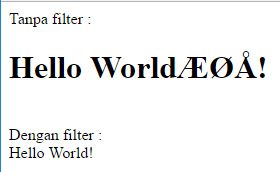 Tanpa filter :
Hello WorldÆØÅ!
Dengan filter :
Hello World!